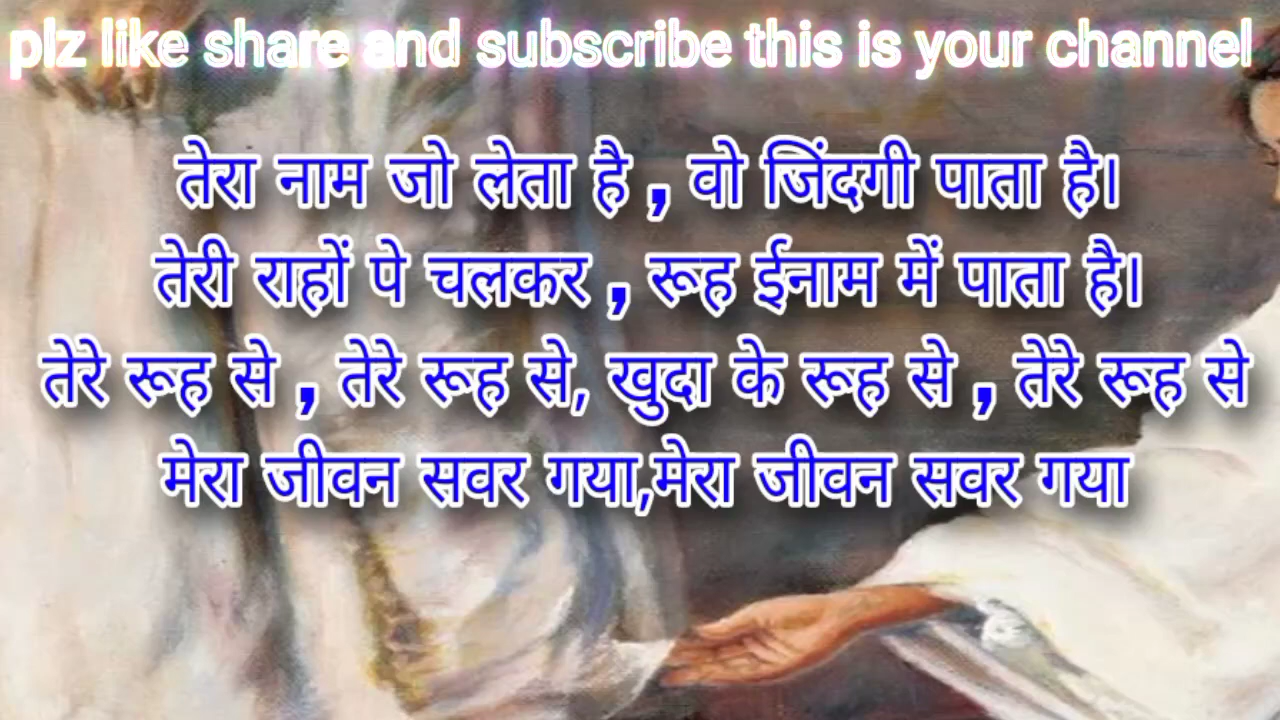 plz like share and subscribe this is your channel
तेरा नाम जो लेता है , वो जिंदगी पाता है।
तेरी राहों पे चलकर , रूह ईनाम में पाता है।
तेरे रूह से , तेरे रूह से, खुदा के रूह से , तेरे रूह से
मेरा जीवन सवर गया,मेरा जीवन सवर गया